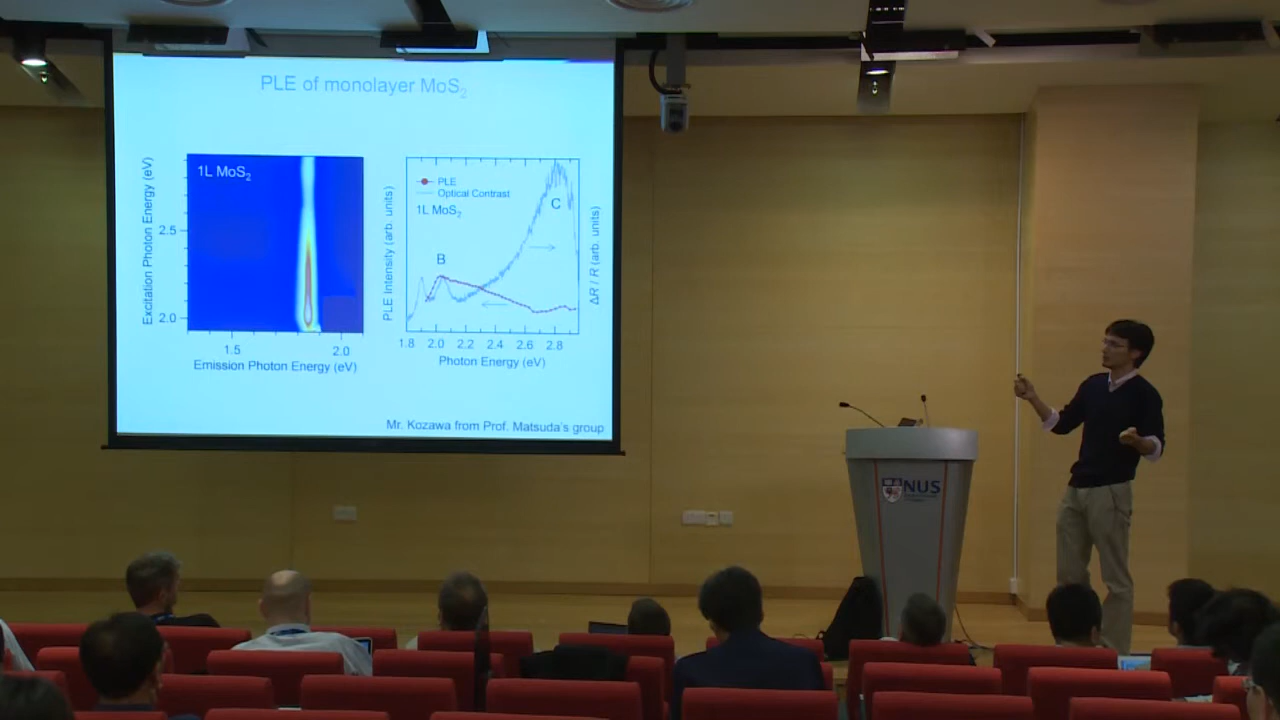 PLE of monolayer MoS2
Excitation Photon Energy (eV)
1L MoS2
2.5
2.0
1.5
2.0
Emission Photon Energy (eV)
PLE Intensity (arb. units)
PLE
Optical Contrast
1L MoS2
B
C
ΔR / R (arb. units)
1.8 2.0 2.2 2.4 2.6 2.8
Photon Energy (eV)
Mr. Kozawa from Prof. Matsuda's group
NUS